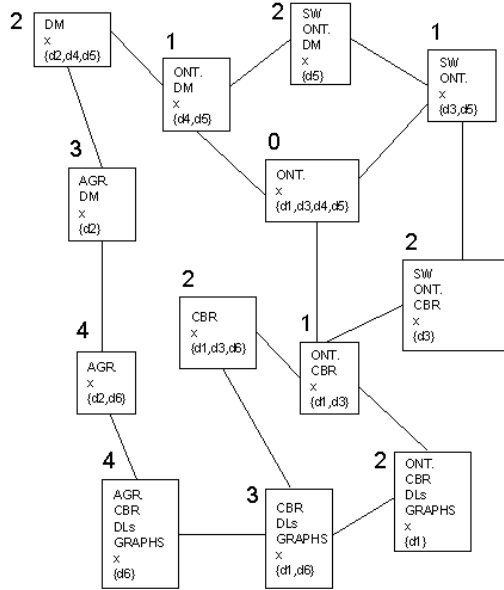 2
DM
x
{d2,d4,d5}
1
ONT.
DM
x
{d4,d5}
2
SW
ONT.
DM
x
{d5}
1
SW
ONT.
x
{d3,d5}
0
ONT.
x
{d1,d3,d4,d5}
3
AGR.
DM
x
{d2}
2
SW
ONT.
CBR
x
{d3}
2
CBR
x
{d1,d3,d6}
1
ONT.
CBR
x
{d1,d3}
4
AGR.
x
{d2,d6}
4
AGR.
CBR
DLs
GRAPHS
x
{d6}
3
CBR
DLs
GRAPHS
x
{d1,d6}
2
ONT.
CBR
DLs
GRAPHS
x
{d1}